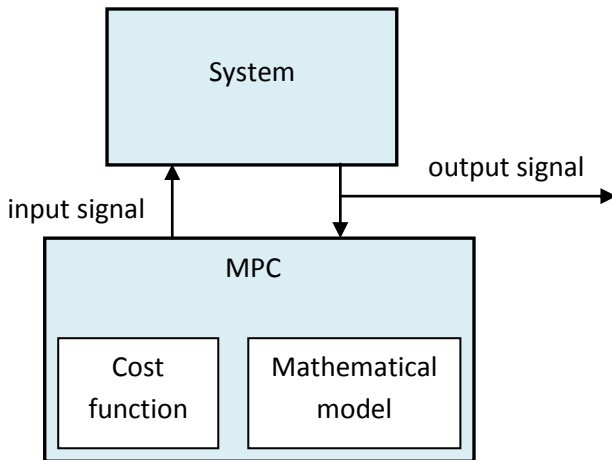 System
output signal
input signal
MPC
Cost
function
Mathematical
model